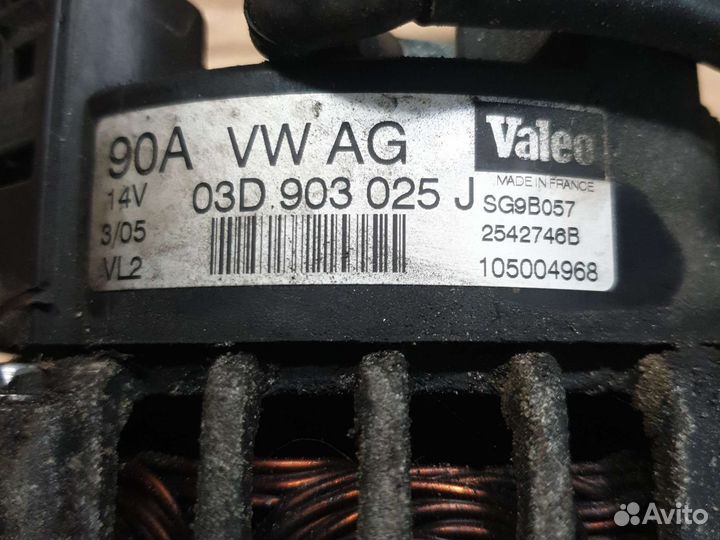 90A VW AG
14V 03D 903 025 J
3/05
VL2
Valeo
MADE IN FRANCE
SG9B057
2542746B
105004968
Avito